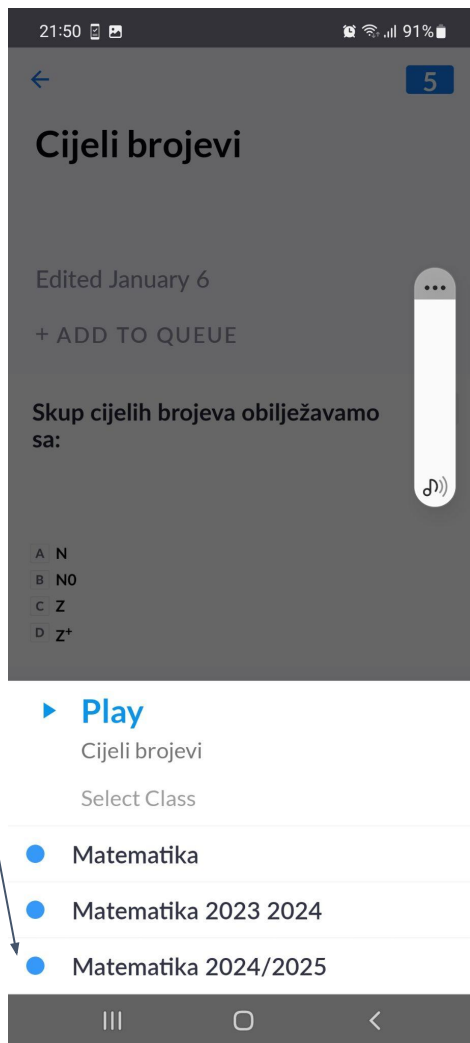 21:50 91%
5
Cijeli brojevi
Edited January 6
+ ADD TO QUEUE
Skup cijelih brojeva obilježavamo
sa:
A N
B N0
C Z
D Z⁺
Play
Cijeli brojevi
Select Class
Matematika
Matematika 2023 2024
Matematika 2024/2025